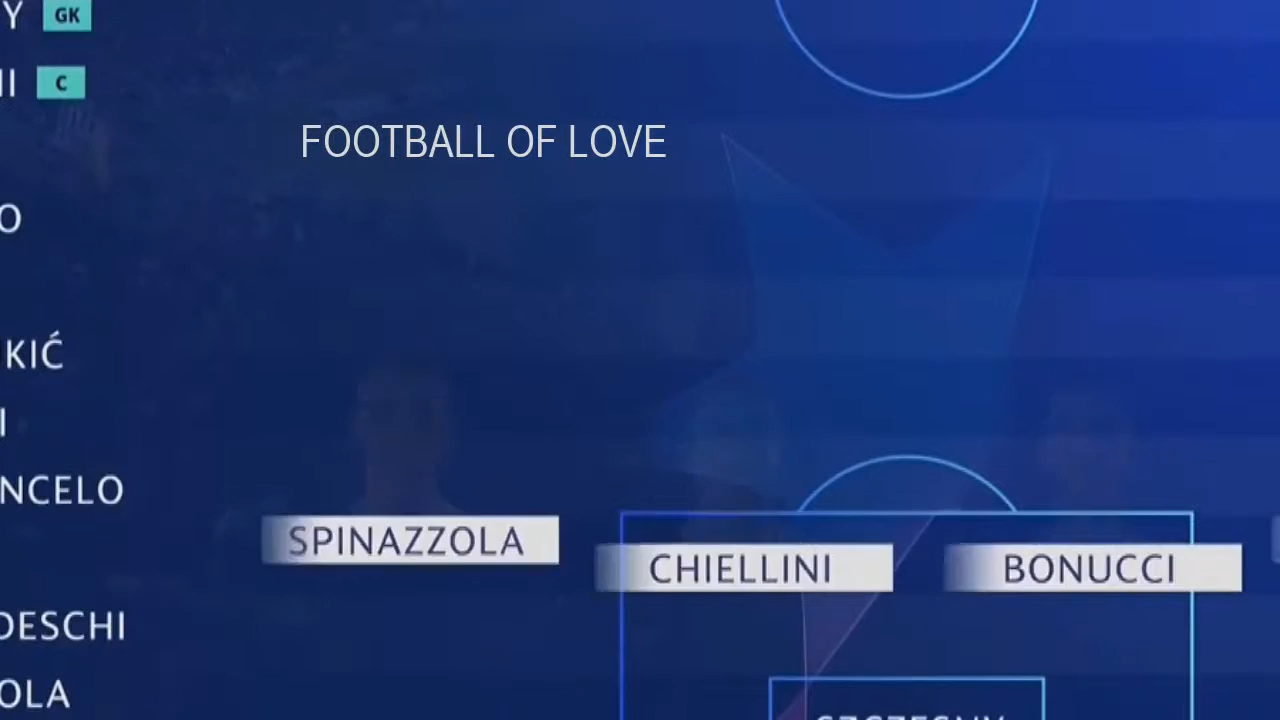 Y GK
I C
FOOTBALL OF LOVE
O
KIĆ
I
NCELO
SPINAZZOLA
CHIELLINI
BONUCCI
DESCHI
OLA